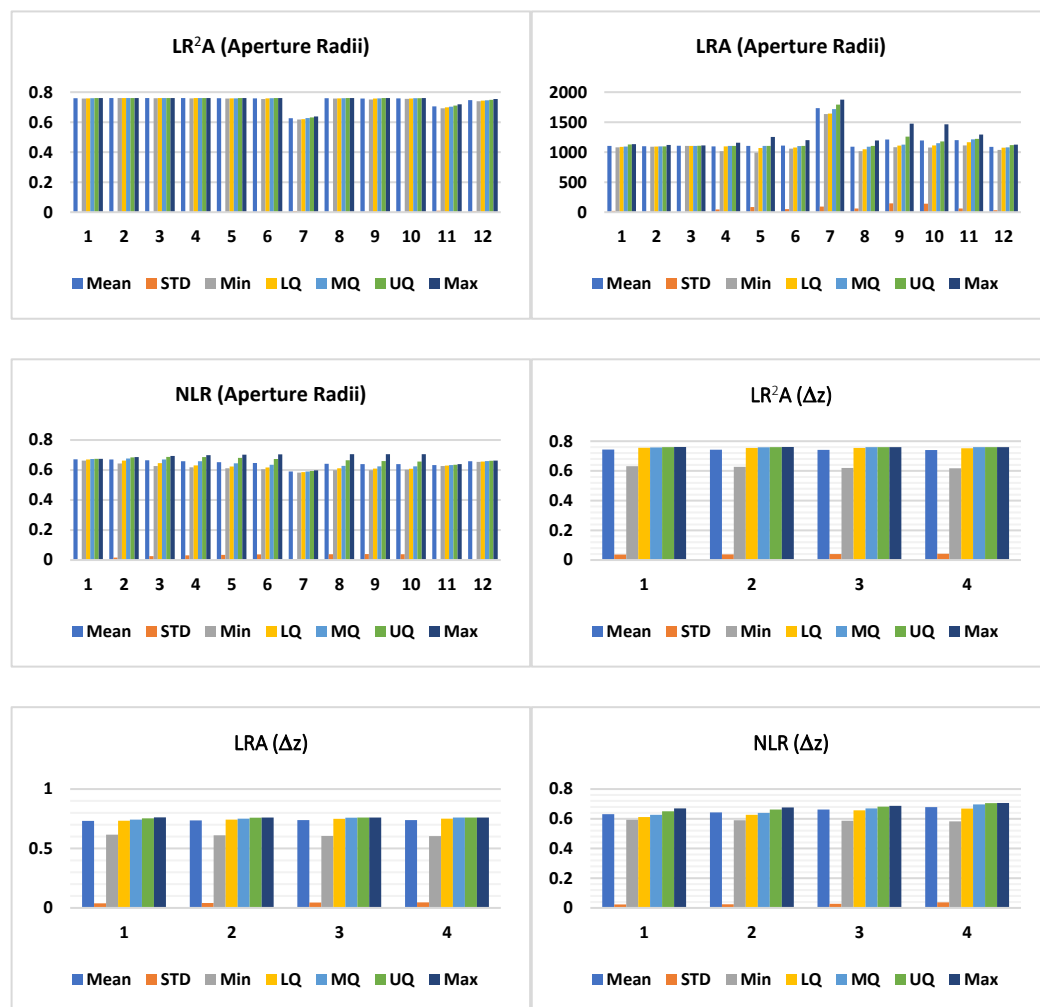 LR²A (Aperture Radii)
0.8
0.6
0.4
0.2
0
1 2 3 4 5 6 7 8 9 10 11 12
Mean STD Min LQ MQ UQ Max
LRA (Aperture Radii)
2000
1500
1000
500
0
1 2 3 4 5 6 7 8 9 10 11 12
Mean STD Min LQ MQ UQ Max
NLR (Aperture Radii)
0.8
0.6
0.4
0.2
0
1 2 3 4 5 6 7 8 9 10 11 12
Mean STD Min LQ MQ UQ Max
LR²A (Δz)
0.8
0.6
0.4
0.2
0
1 2 3 4
Mean STD Min LQ MQ UQ Max
LRA (Δz)
1
0.5
0
1 2 3 4
Mean STD Min LQ MQ UQ Max
NLR (Δz)
0.8
0.6
0.4
0.2
0
1 2 3 4
Mean STD Min LQ MQ UQ Max